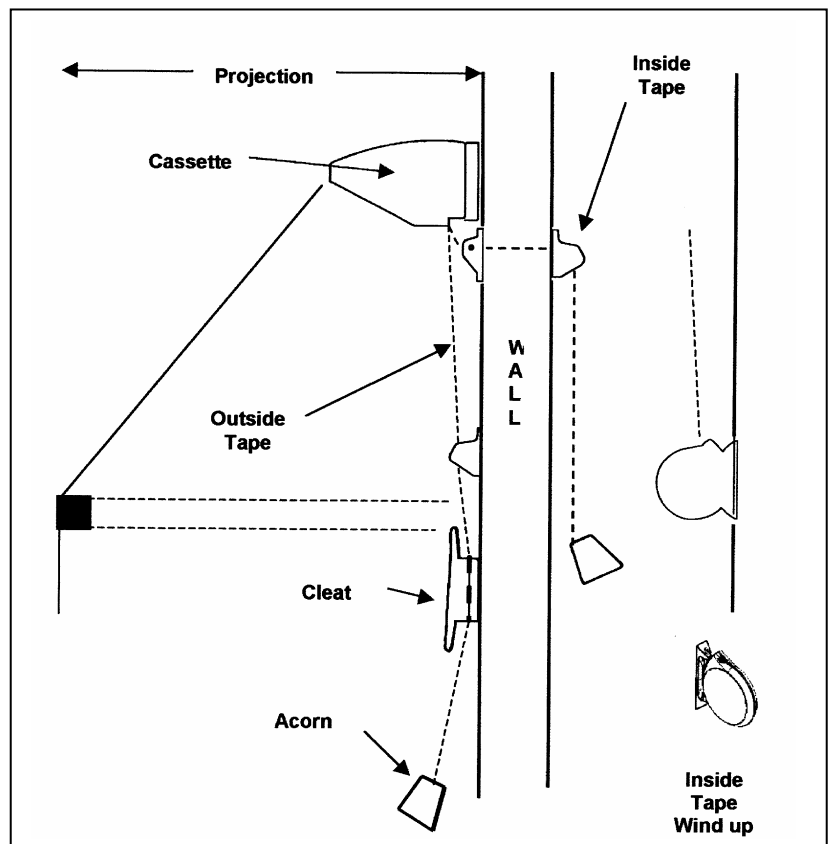 Projection
Inside
Tape
Cassette
W
A
L
L
Outside
Tape
Cleat
Acorn
Inside
Tape
Wind up